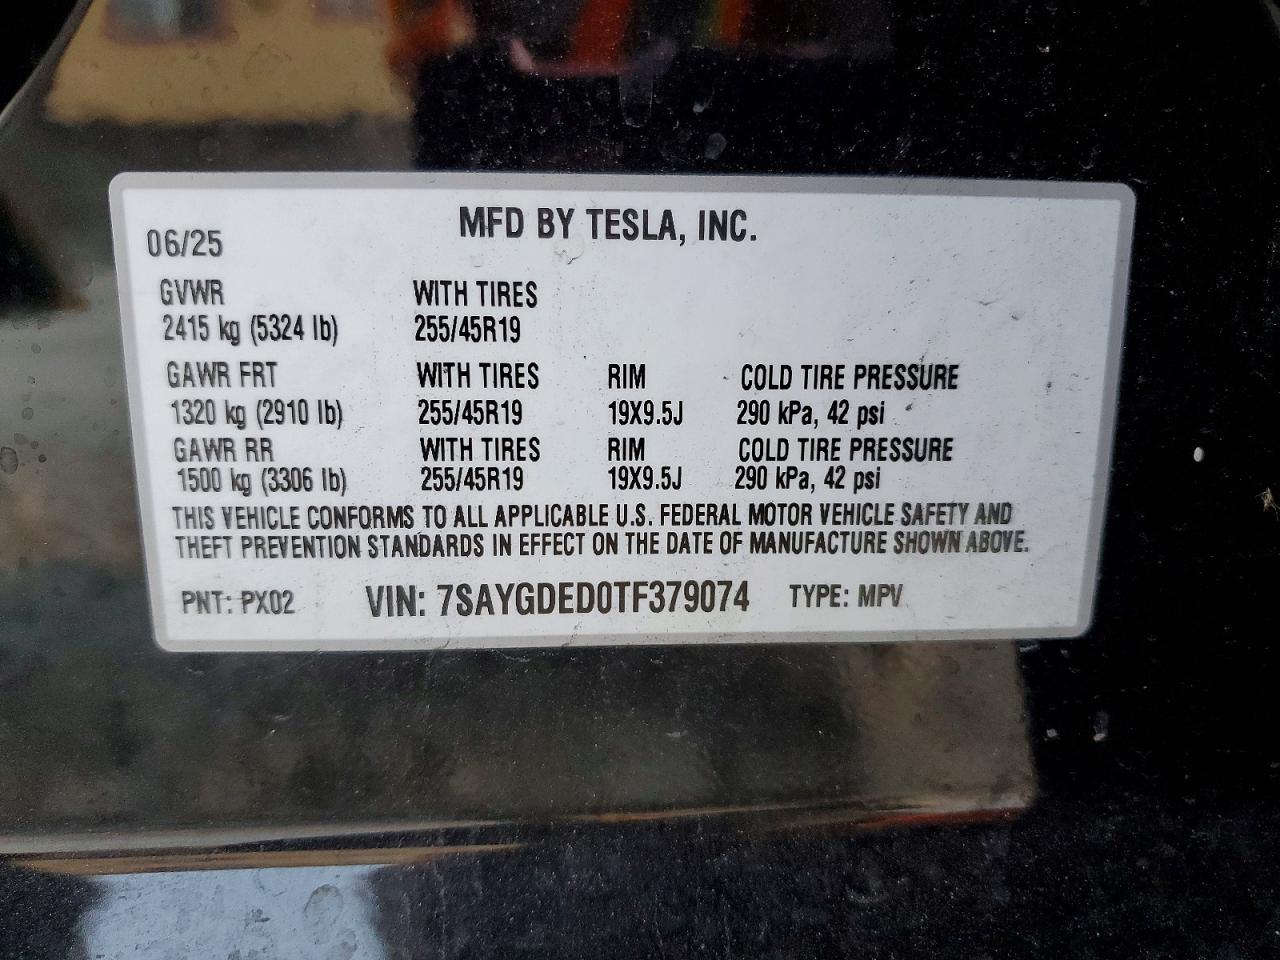 MFD BY TESLA, INC.
06/25
GVWR WITH TIRES
2415 kg (5324 lb) 255/45R19
GAWR FRT WITH TIRES RIM COLD TIRE PRESSURE
1320 kg (2910 lb) 255/45R19 19X9.5J 290 kPa, 42 psi
GAWR RR WITH TIRES RIM COLD TIRE PRESSURE
1500 kg (3306 lb) 255/45R19 19X9.5J 290 kPa, 42 psi
THIS VEHICLE CONFORMS TO ALL APPLICABLE U.S. FEDERAL MOTOR VEHICLE SAFETY AND
THEFT PREVENTION STANDARDS IN EFFECT ON THE DATE OF MANUFACTURE SHOWN ABOVE.
PNT: PX02 VIN: 7SAYGDED0TF379074 TYPE: MPV